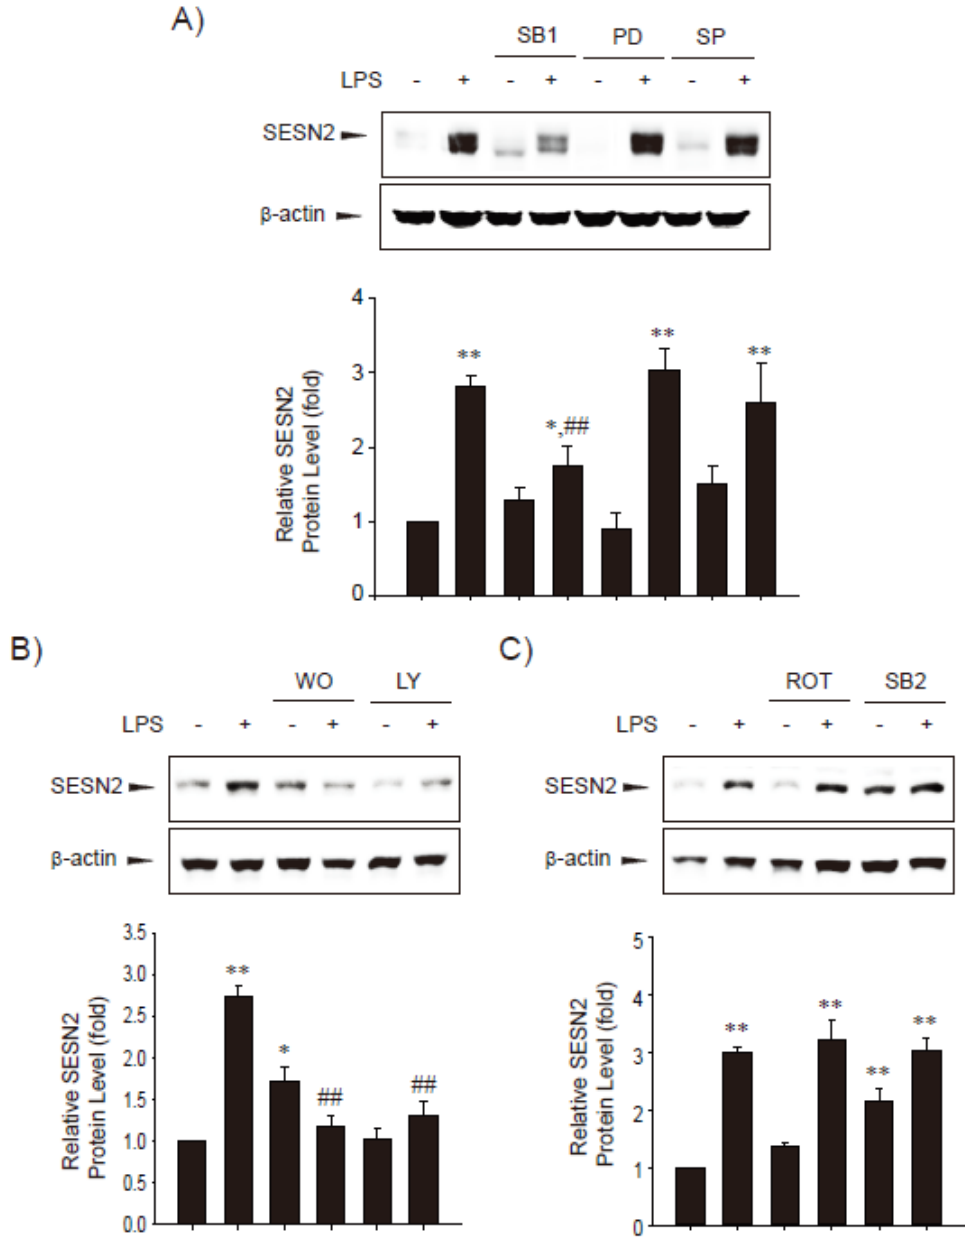 A)
SB1 PD SP
LPS - + - + - + - +
SESN2
β-actin
Relative SESN2
Protein Level (fold)
4
3
2
1
0
**
*,##
**
**
B)
WO LY
LPS - + - + - +
SESN2
β-actin
Relative SESN2
Protein Level (fold)
3.5
3.0
2.5
2.0
1.5
1.0
0.5
0.0
**
*
##
##
C)
ROT SB2
LPS - + - + - +
SESN2
β-actin
Relative SESN2
Protein Level (fold)
5
4
3
2
1
0
**
**
**
**